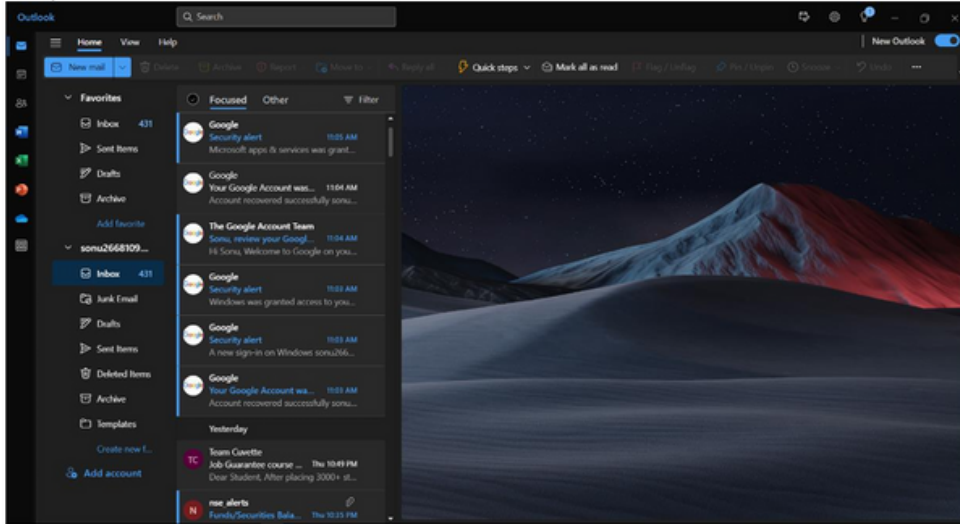 Outlook
Search
Home View Help
New Outlook
New mail Delete Archive Report Move to Reply all Quick steps Mark all as read Flag / Unflag Pin / Unpin Snooze Undo ...
Favorites
Inbox 431
Sent Items
Drafts
Archive
Add favorite
sonu2668109...
Inbox 431
Junk Email
Drafts
Sent Items
Deleted Items
Archive
Templates
Create new f...
Add account
Focused Other Filter
Google
Security alert 11:05 AM
Microsoft apps & services was grant...
Google
Your Google Account was... 11:04 AM
Account recovered successfully sonu...
The Google Account Team
Sonu, review your Googl... 11:04 AM
Hi Sonu, Welcome to Google on you...
Google
Security alert 11:03 AM
Windows was granted access to you...
Google
Security alert 11:03 AM
A new sign-in on Windows sonu266...
Google
Your Google Account wa... 11:03 AM
Account recovered successfully sonu...
Yesterday
TC
Team Cuvette
Job Guarantee course ... Thu 10:49 PM
Dear Student, After placing 3000+ st...
N
nse_alerts
Funds/Securities Bala... Thu 10:35 PM